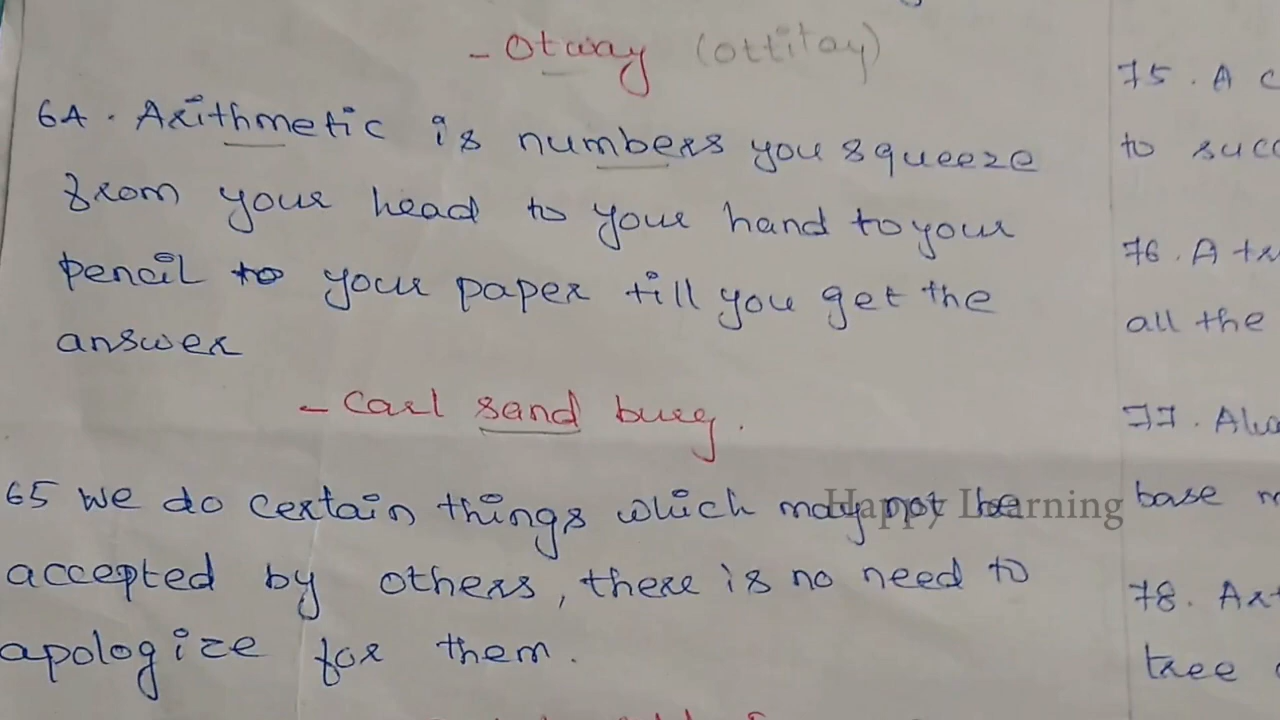 - Otway (ottitay)
64. Arithmetic is numbers you squeeze
from your head to your hand to your
pencil to your paper till you get the
answer
- Carl sand burg.
65 We do certain things which may not be
accepted by others, there is no need to
apologize for them.
75. A
to succ
76. A
all the
77.
base
78.
tree
Happy Learning